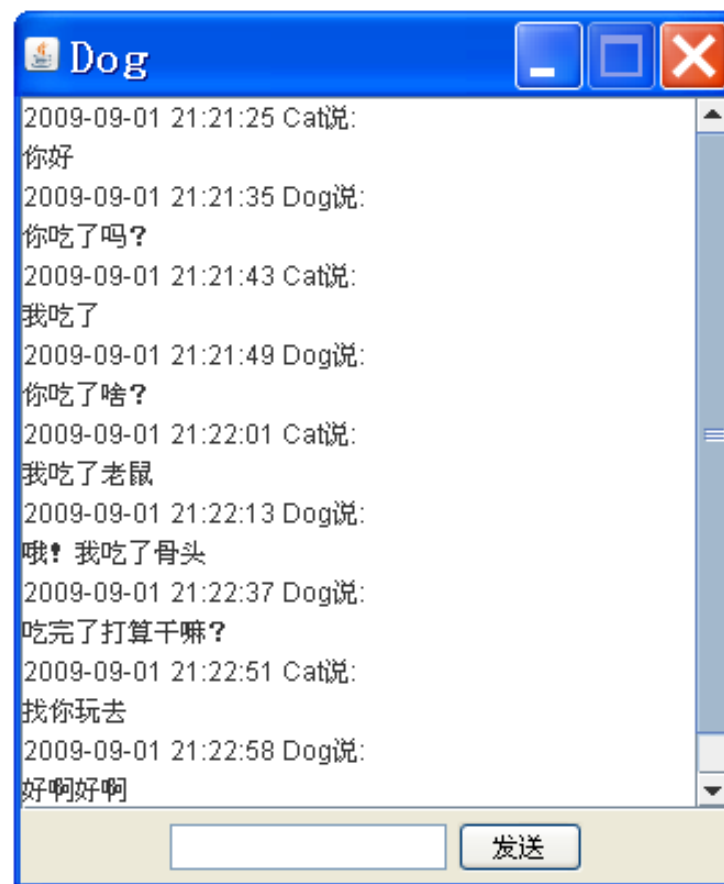 Dog
2009-09-01 21:21:25 Cat说:
你好
2009-09-01 21:21:35 Dog说:
你吃了吗?
2009-09-01 21:21:43 Cat说:
我吃了
2009-09-01 21:21:49 Dog说:
你吃了啥?
2009-09-01 21:22:01 Cat说:
我吃了老鼠
2009-09-01 21:22:13 Dog说:
哦! 我吃了骨头
2009-09-01 21:22:37 Dog说:
吃完了打算干嘛?
2009-09-01 21:22:51 Cat说:
找你玩去
2009-09-01 21:22:58 Dog说:
好啊好啊
发送